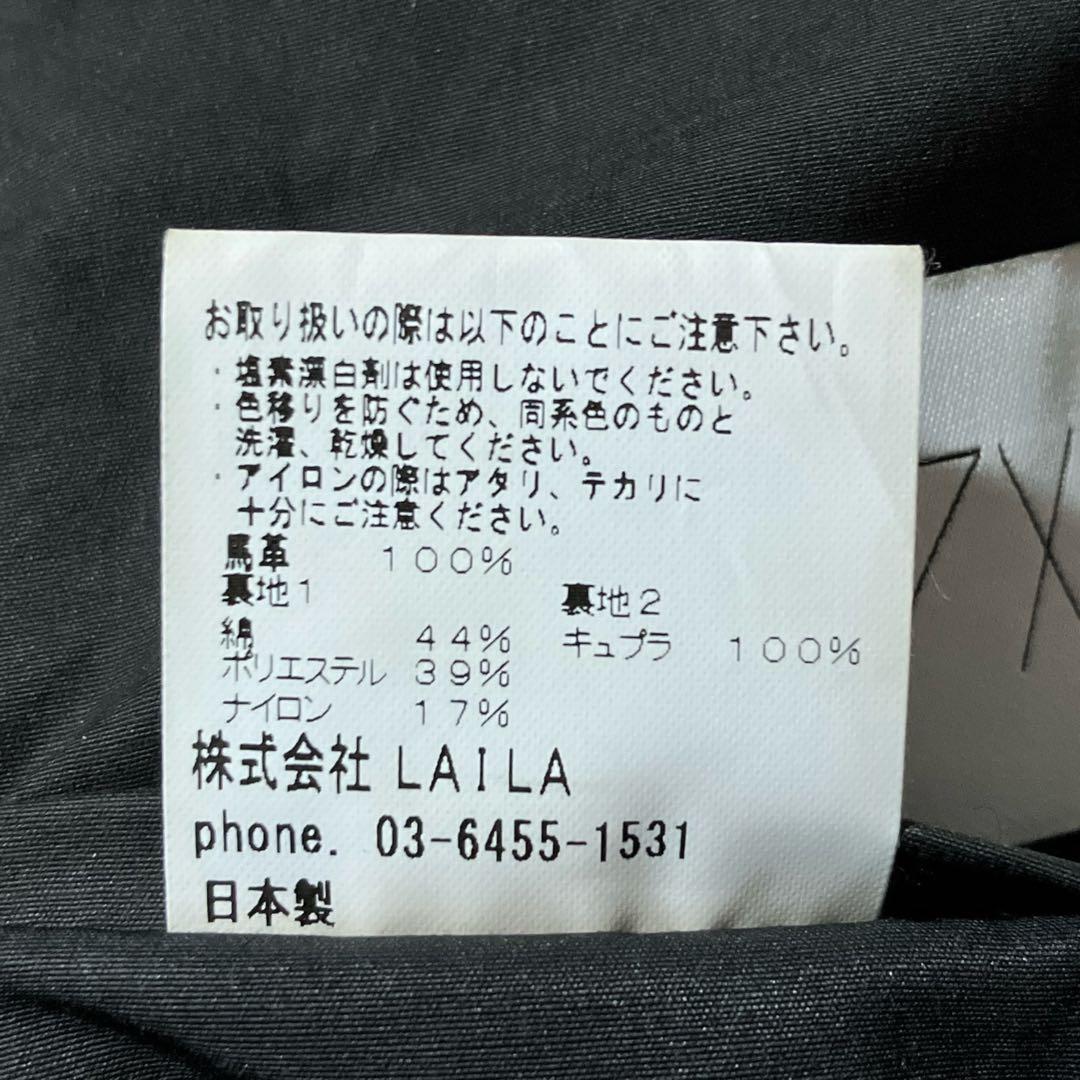 お取り扱いの際は以下のことにご注意下さい。
・塩素漂白剤は使用しないでください。
・色移りを防ぐため、同系色のものと
洗濯、乾燥してください。
・アイロンの際はアタリ、テカリに
十分にご注意ください。
馬革 100%
裏地1 裏地2
綿 44% キュプラ 100%
ポリエステル 39%
ナイロン 17%
株式会社 LAILA
phone. 03-6455-1531
日本製